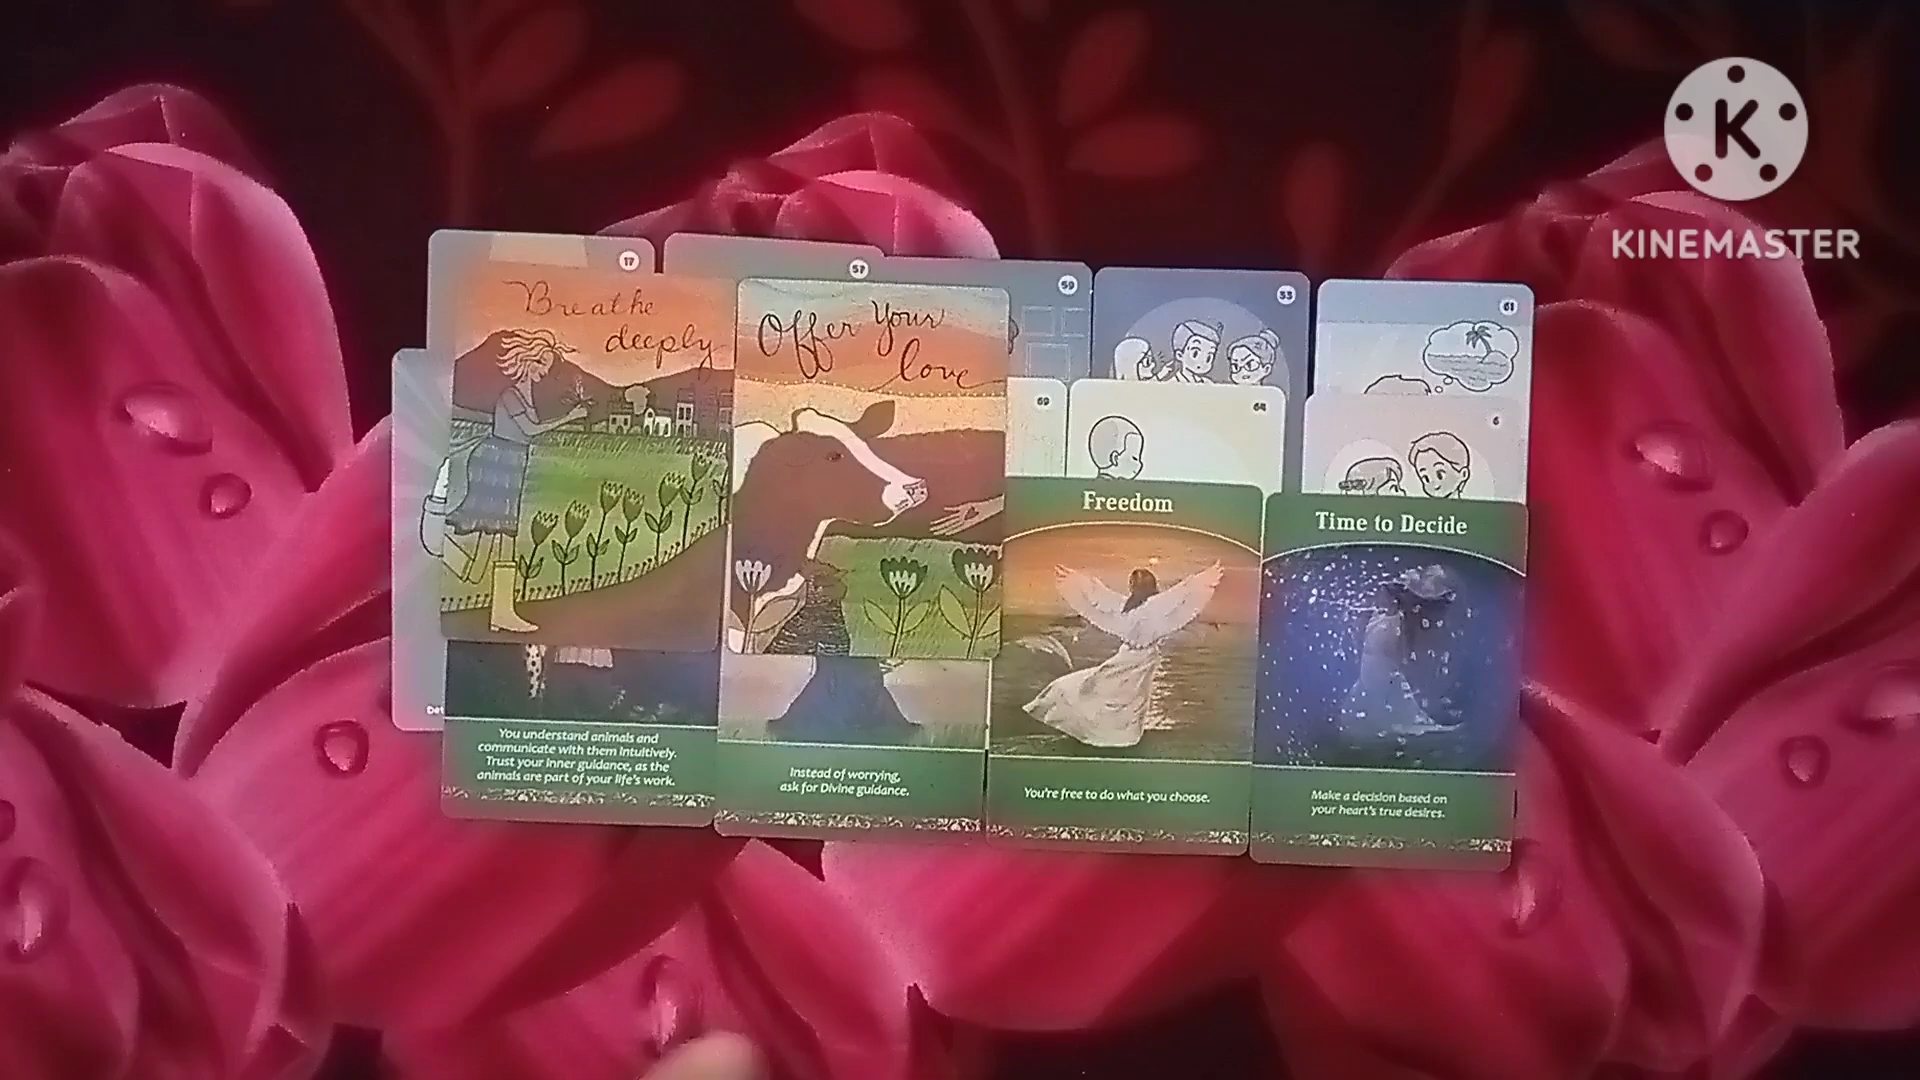 K
KINEMASTER
17
57
59
53
61
Breathe
deeply
Offer Your
love
69
64
6
Freedom
Time to Decide
You understand animals and
communicate with them intuitively.
Trust your inner guidance, as the
animals are part of your life's work.
Instead of worrying,
ask for Divine guidance.
You're free to do what you choose.
Make a decision based on
your heart's true desires.